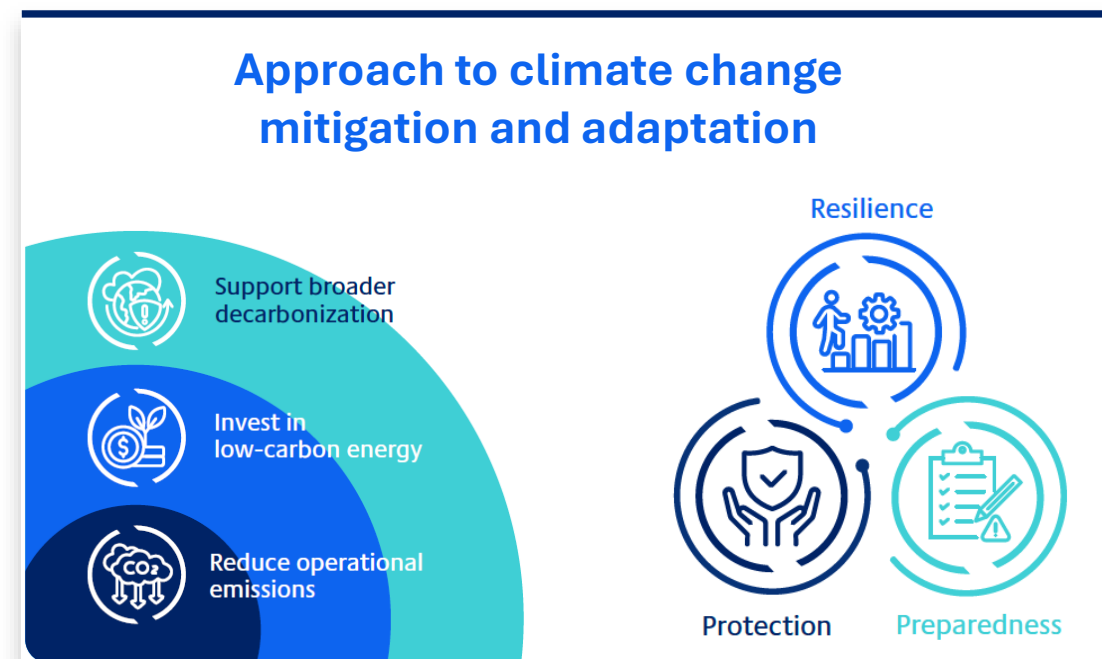 Approach to climate change
mitigation and adaptation
Support broader
decarbonization
Invest in
low-carbon energy
CO₂
Reduce operational
emissions
Resilience
Protection
Preparedness